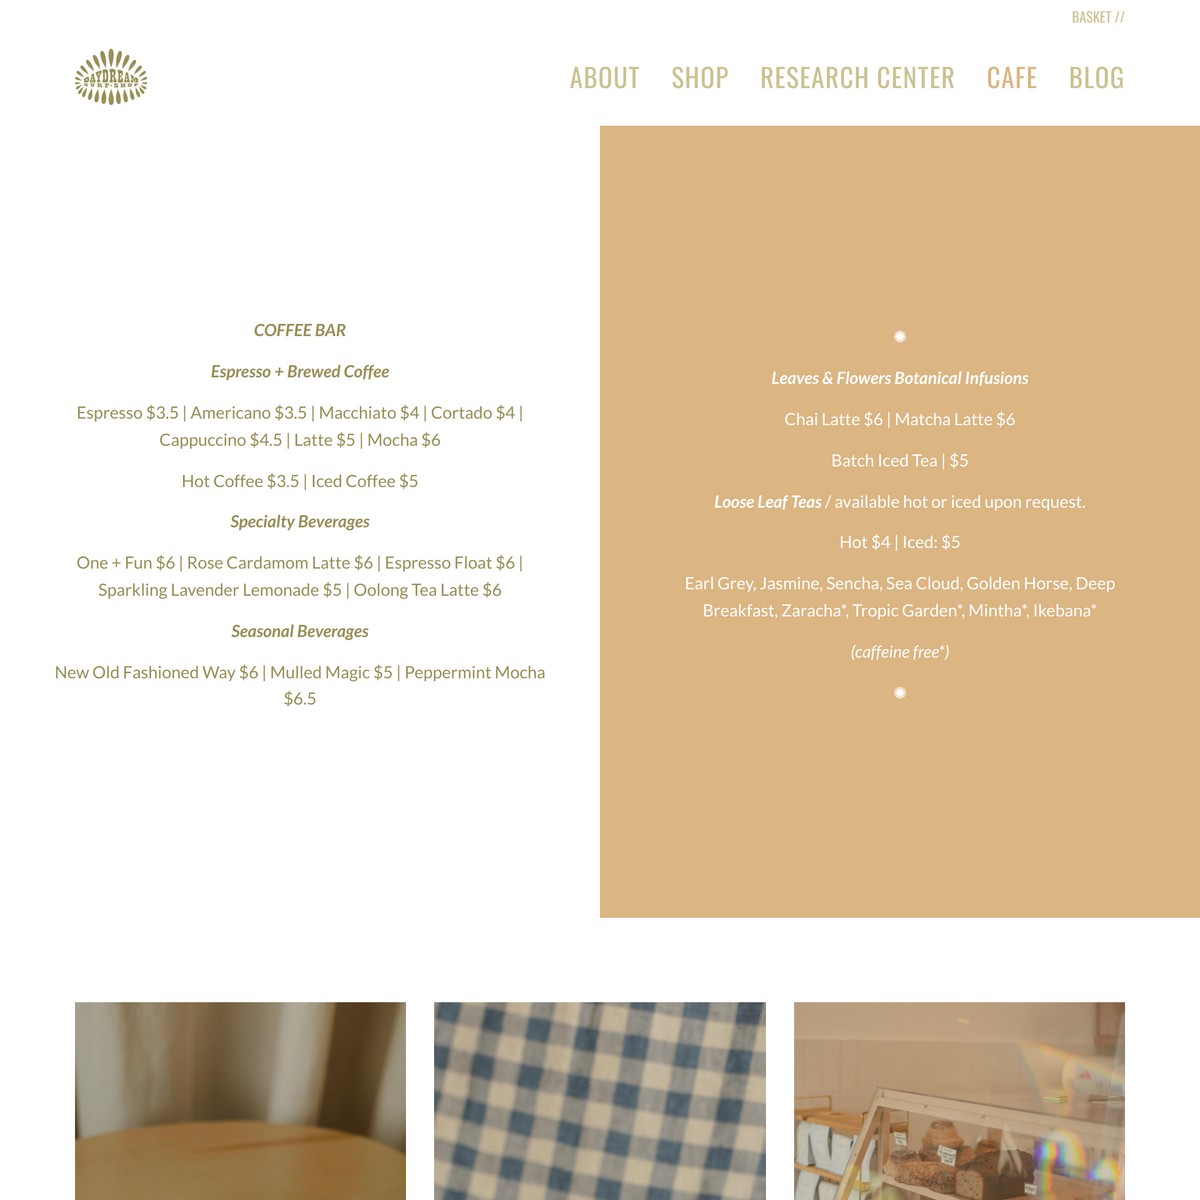 BASKET //
DAYDREAM
SURF·SHOP
ABOUT SHOP RESEARCH CENTER CAFE BLOG
COFFEE BAR
Espresso + Brewed Coffee
Espresso $3.5 | Americano $3.5 | Macchiato $4 | Cortado $4 |
Cappuccino $4.5 | Latte $5 | Mocha $6
Hot Coffee $3.5 | Iced Coffee $5
Specialty Beverages
One + Fun $6 | Rose Cardamom Latte $6 | Espresso Float $6 |
Sparkling Lavender Lemonade $5 | Oolong Tea Latte $6
Seasonal Beverages
New Old Fashioned Way $6 | Mulled Magic $5 | Peppermint Mocha
$6.5
Leaves & Flowers Botanical Infusions
Chai Latte $6 | Matcha Latte $6
Batch Iced Tea | $5
Loose Leaf Teas / available hot or iced upon request.
Hot $4 | Iced: $5
Earl Grey, Jasmine, Sencha, Sea Cloud, Golden Horse, Deep
Breakfast, Zaracha*, Tropic Garden*, Mintha*, Ikebana*
(caffeine free*)